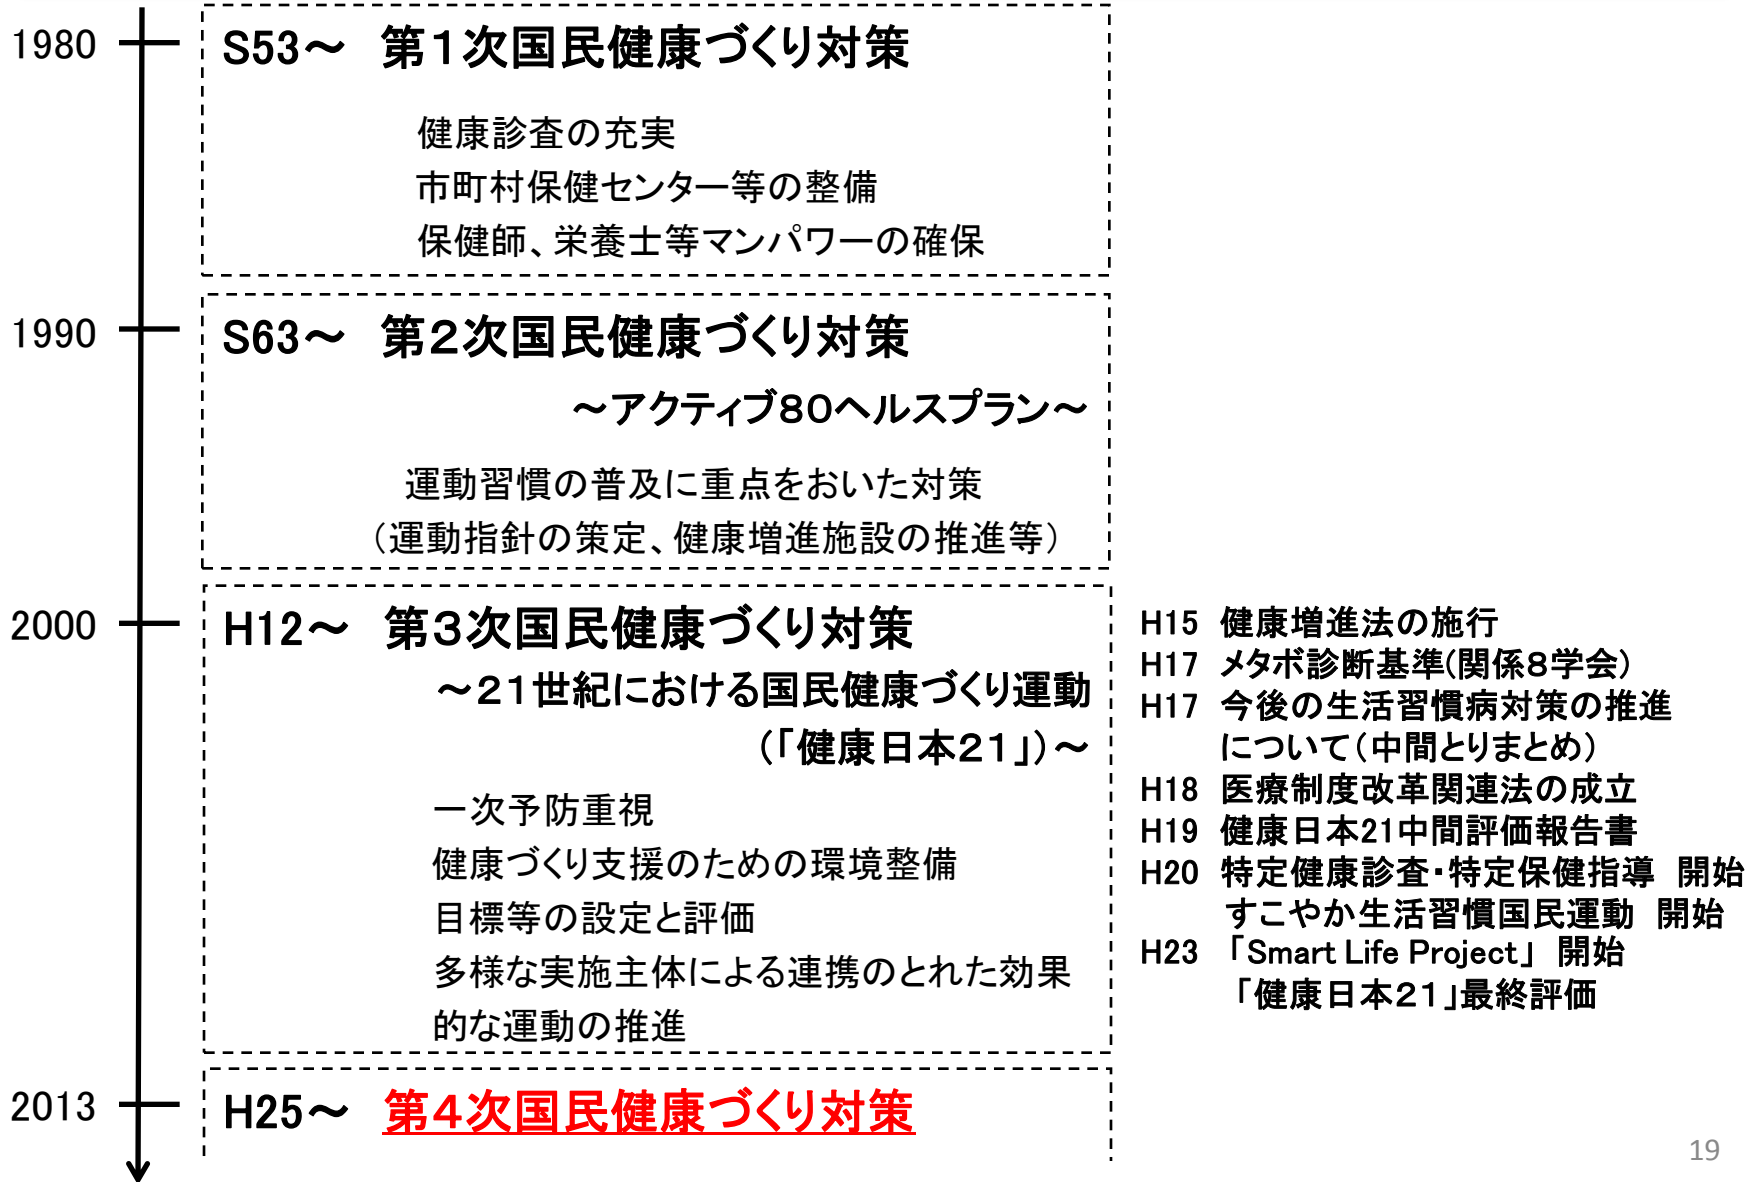 1980
S53～ 第1次国民健康づくり対策
健康診査の充実
市町村保健センター等の整備
保健師、栄養士等マンパワーの確保
1990
S63～ 第2次国民健康づくり対策
～アクティブ80ヘルスプラン～
運動習慣の普及に重点をおいた対策
（運動指針の策定、健康増進施設の推進等）
2000
H12～ 第3次国民健康づくり対策
～21世紀における国民健康づくり運動
（「健康日本21」）～
一次予防重視
健康づくり支援のための環境整備
目標等の設定と評価
多様な実施主体による連携のとれた効果
的な運動の推進
H15 健康増進法の施行
H17 メタボ診断基準(関係8学会）
H17 今後の生活習慣病対策の推進
について（中間とりまとめ）
H18 医療制度改革関連法の成立
H19 健康日本21中間評価報告書
H20 特定健康診査・特定保健指導 開始
すこやか生活習慣国民運動 開始
H23 「Smart Life Project」 開始
「健康日本21」最終評価
2013
H25～ 第4次国民健康づくり対策
19